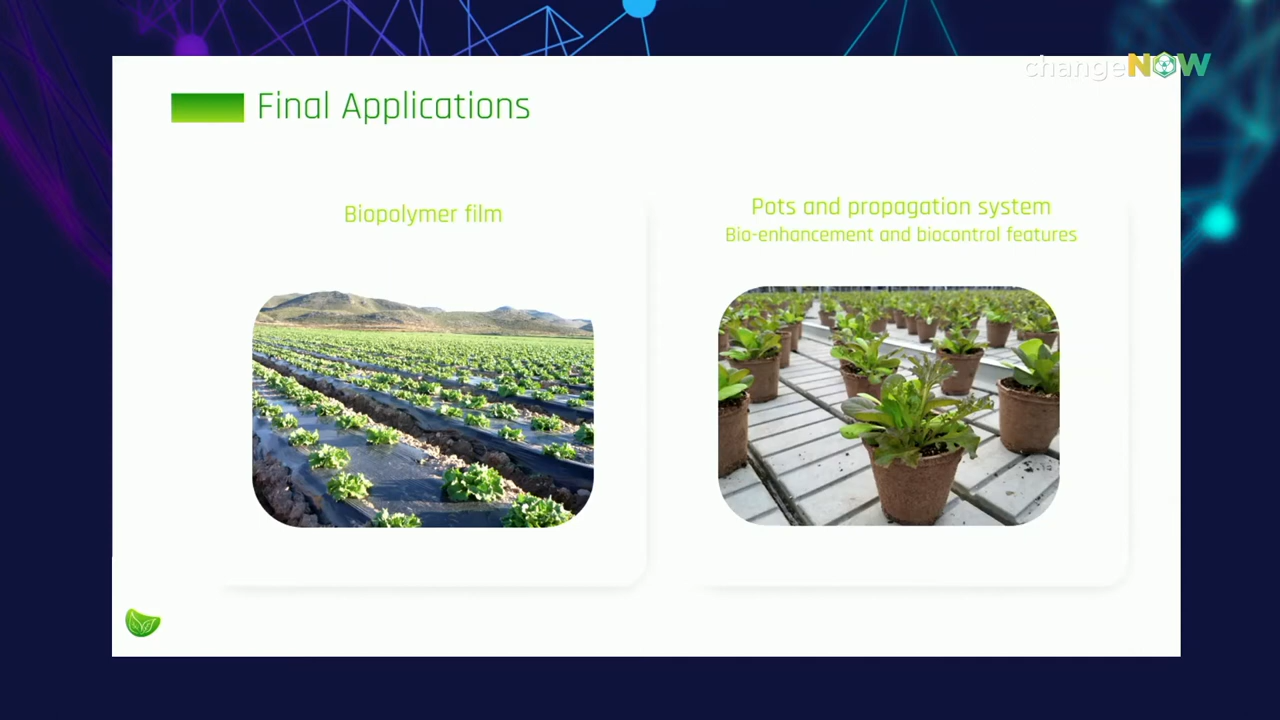 changeNOW
Final Applications
Biopolymer film
Pots and propagation system
Bio-enhancement and biocontrol features